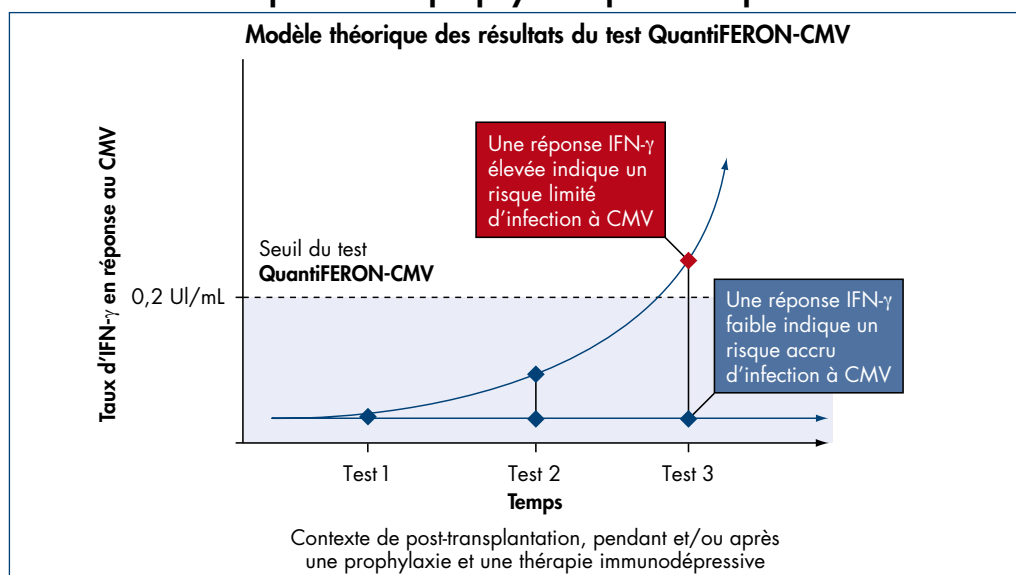 Modèle théorique des résultats du test QuantiFERON-CMV
Taux d'IFN-γ en réponse au CMV
Une réponse IFN-γ
élevée indique un
risque limité
d'infection à CMV
Seuil du test
QuantiFERON-CMV
0,2 UI/mL
Une réponse IFN-γ
faible indique un
risque accru
d'infection à CMV
Test 1
Test 2
Test 3
Temps
Contexte de post-transplantation, pendant et/ou après
une prophylaxie et une thérapie immunodépressive